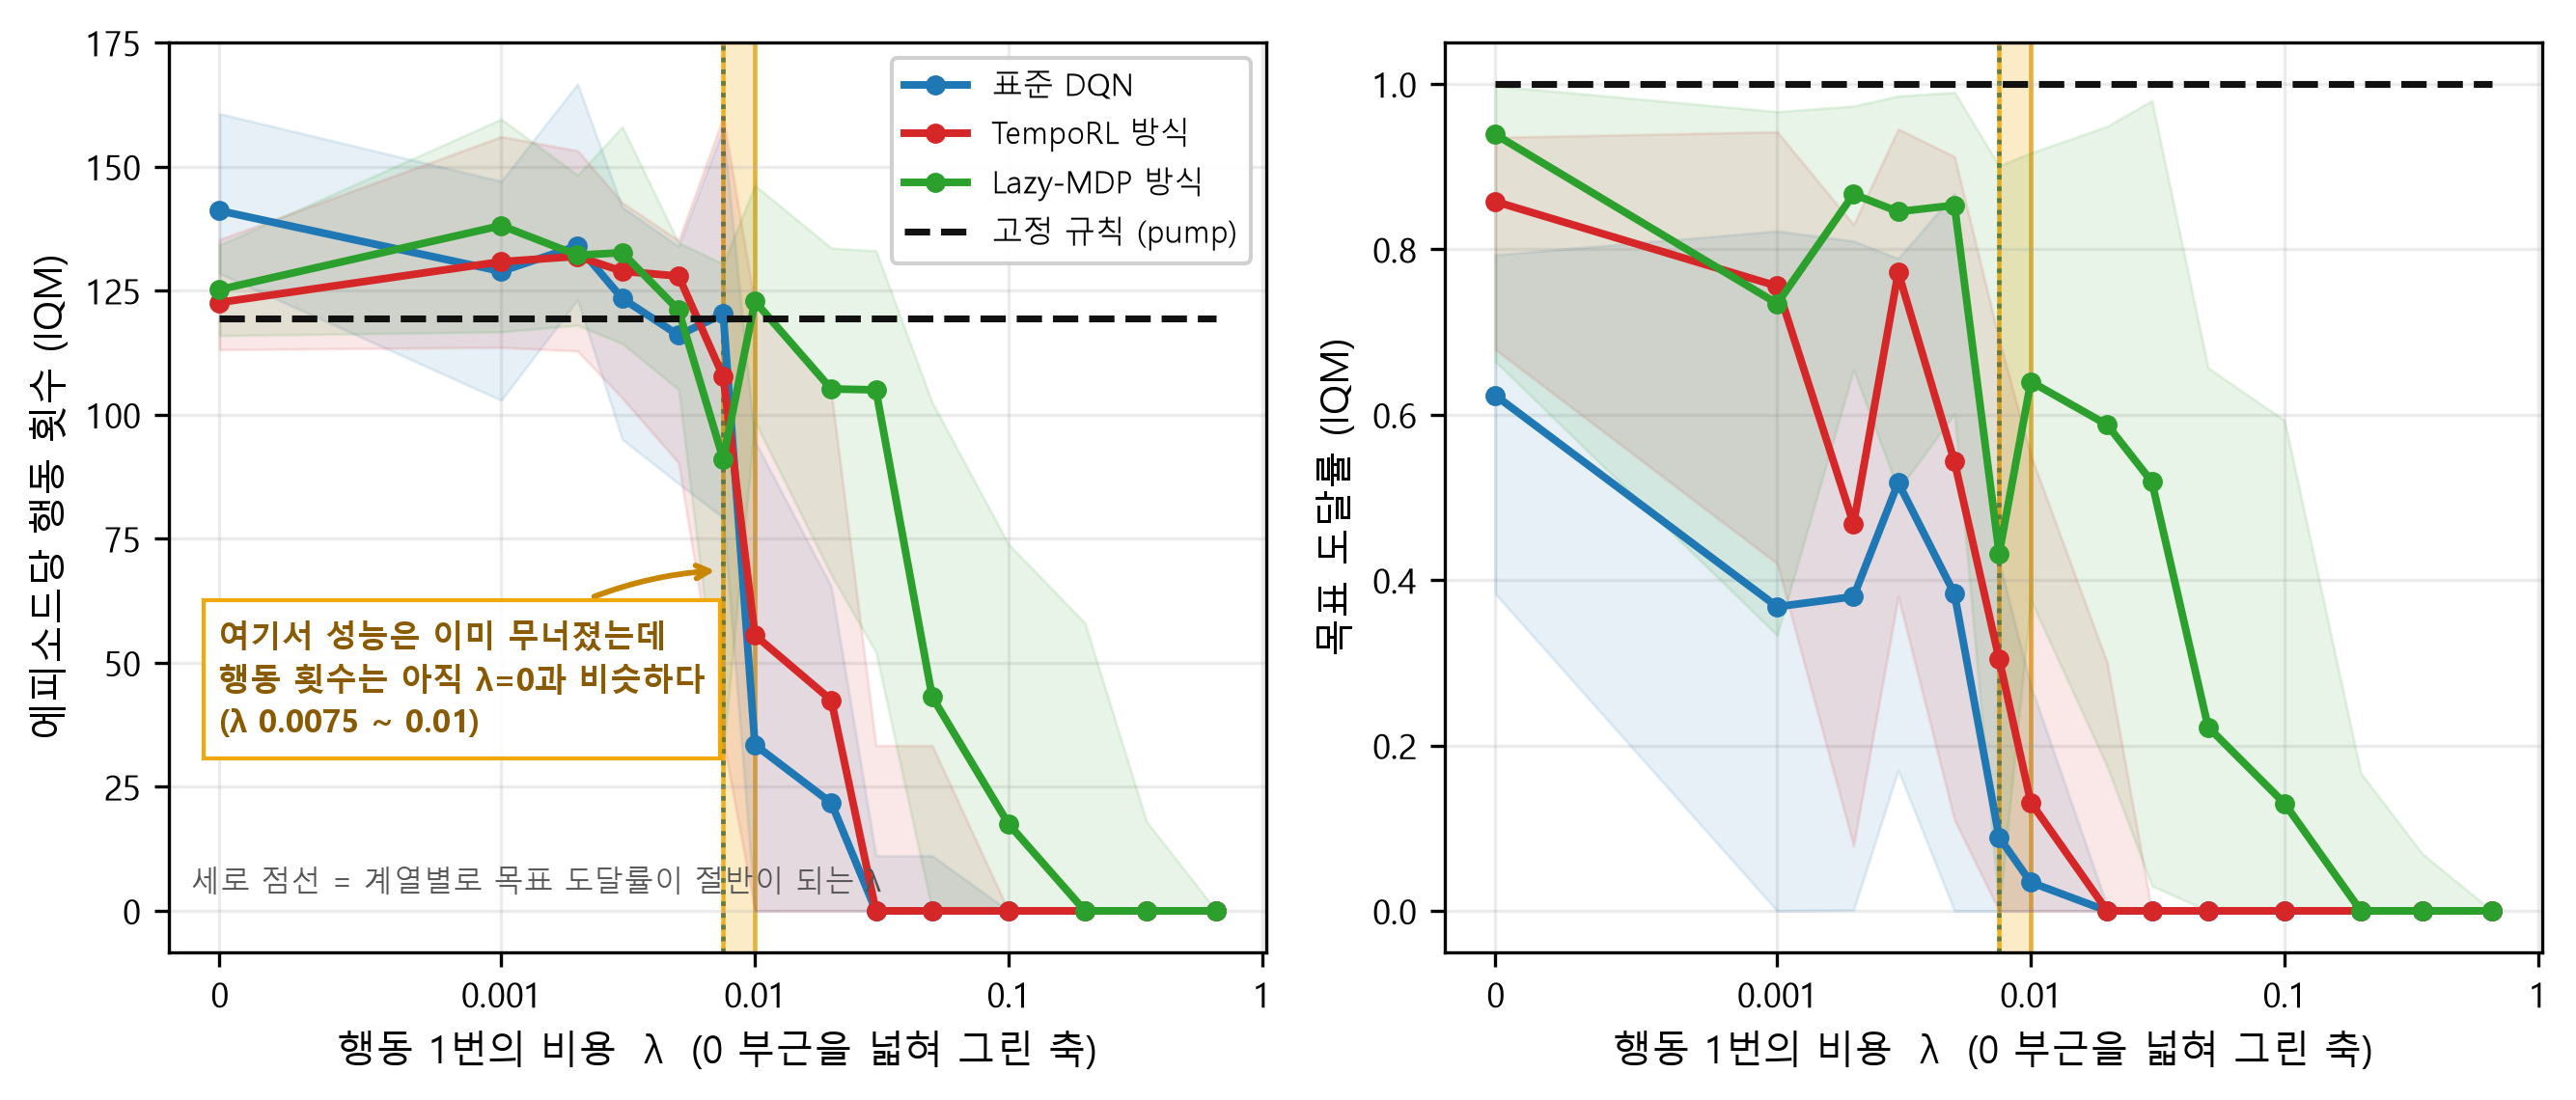 175
150
125
100
75
50
25
0
에피소드당 행동 횟수 (IQM)
표준 DQN
TempoRL 방식
Lazy-MDP 방식
고정 규칙 (pump)
여기서 성능은 이미 무너졌는데
행동 횟수는 아직 λ=0과 비슷하다
(λ 0.0075 ~ 0.01)
세로 점선 = 계열별로 목표 도달률이 절반이 되는 λ
0
0.001
0.01
0.1
1
행동 1번의 비용 λ (0 부근을 넓혀 그린 축)
1.0
0.8
0.6
0.4
0.2
0.0
목표 도달률 (IQM)
0
0.001
0.01
0.1
1
행동 1번의 비용 λ (0 부근을 넓혀 그린 축)